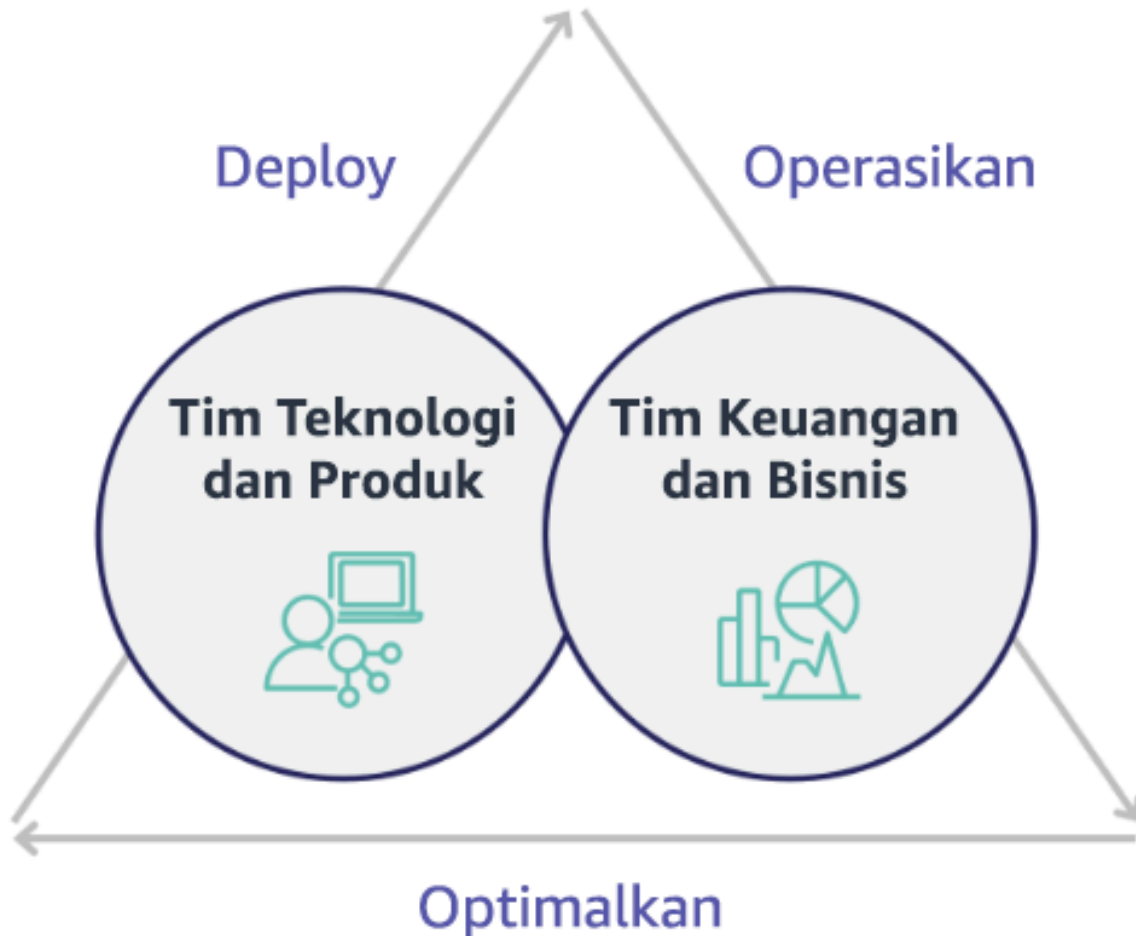 Deploy
Operasikan
Tim Teknologi
dan Produk
Tim Keuangan
dan Bisnis
Optimalkan